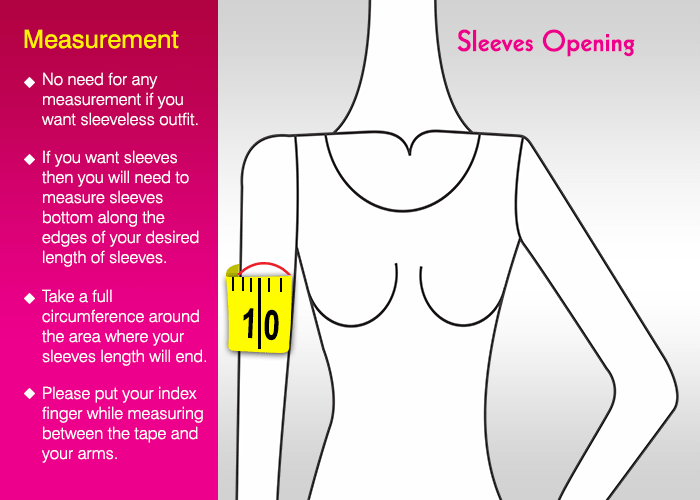 Measurement
No need for any
measurement if you
want sleeveless outfit.
If you want sleeves
then you will need to
measure sleeves
bottom along the
edges of your desired
length of sleeves.
Take a full
circumference around
the area where your
sleeves length will end.
Please put your index
finger while measuring
between the tape and
your arms.
Sleeves Opening
10